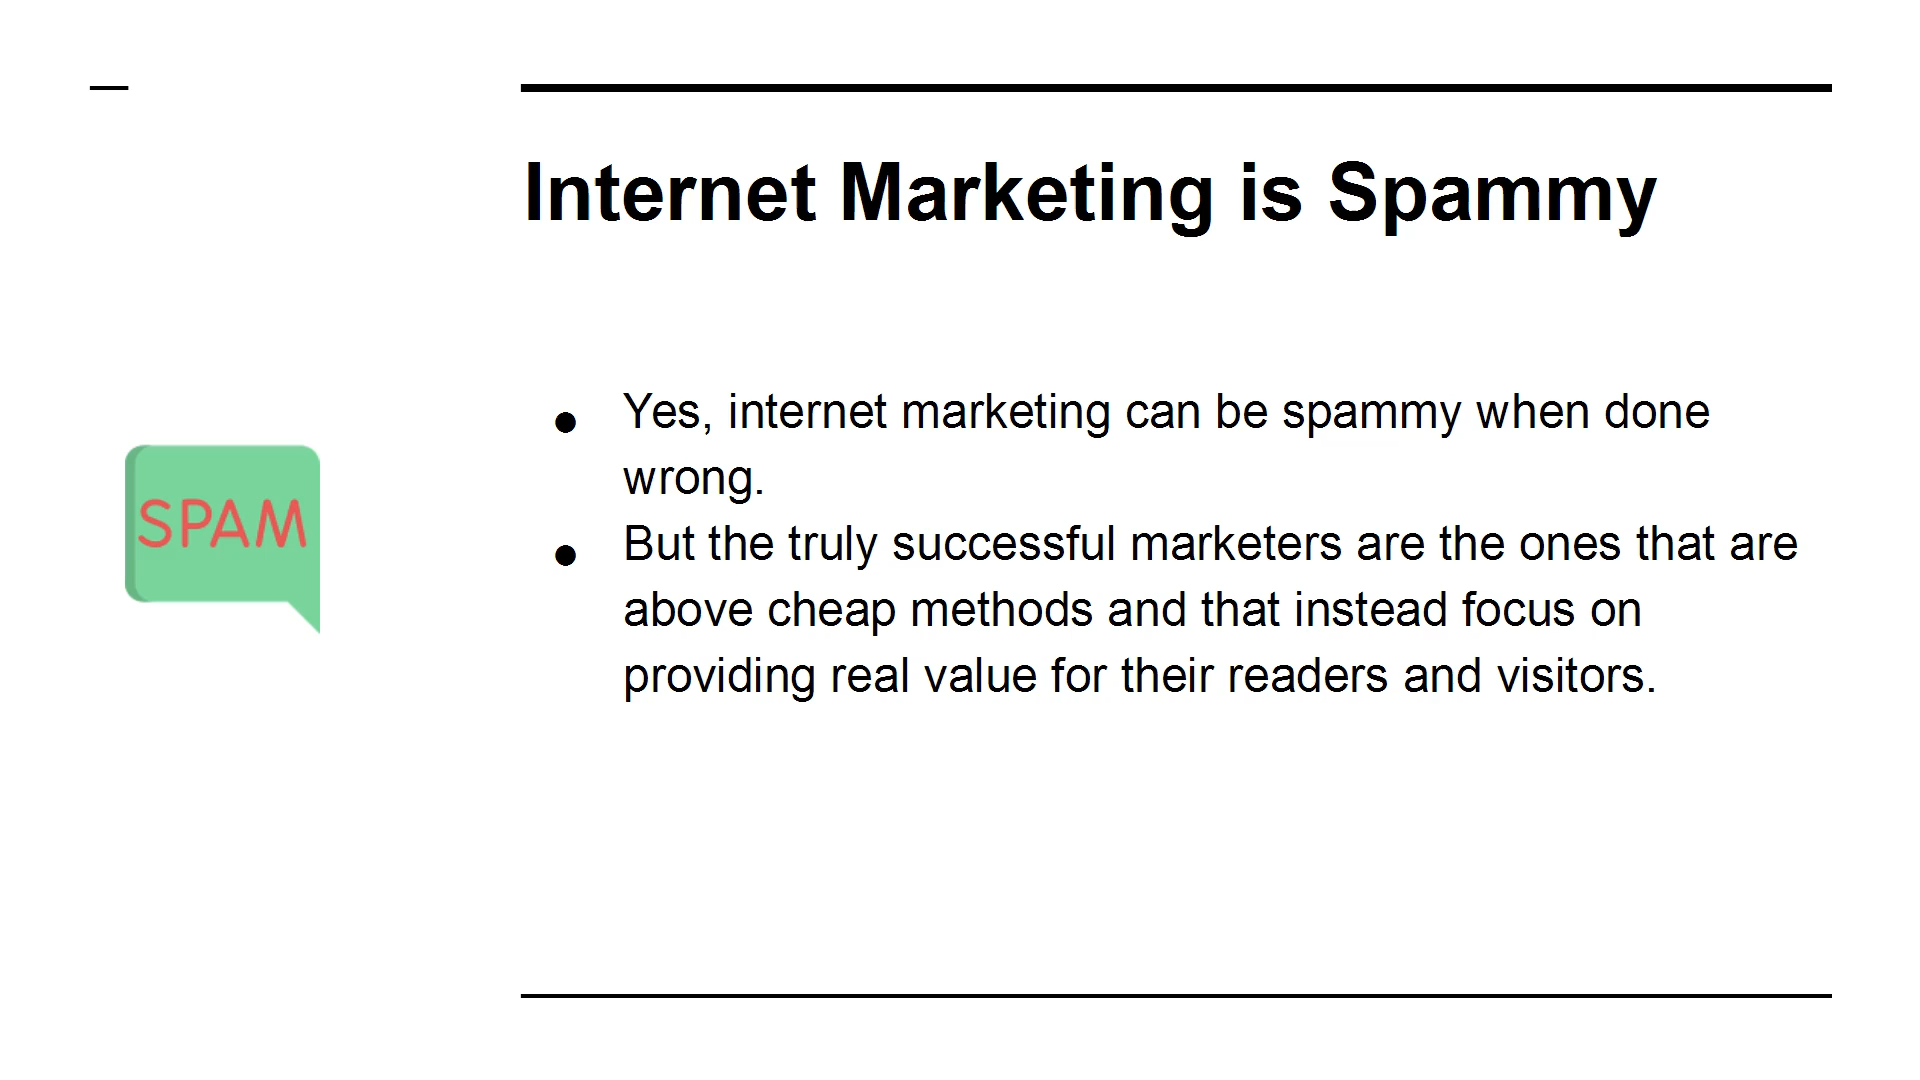 Internet Marketing is Spammy
SPAM
● Yes, internet marketing can be spammy when done
wrong.
● But the truly successful marketers are the ones that are
above cheap methods and that instead focus on
providing real value for their readers and visitors.